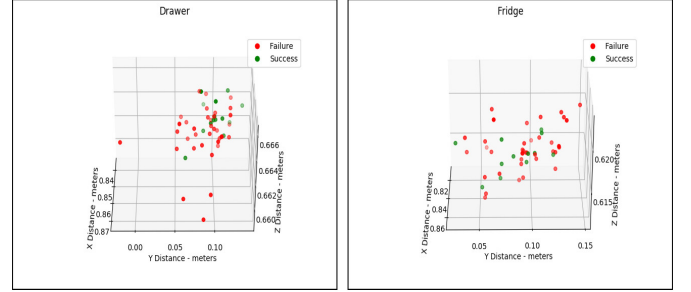 Drawer
Failure
Success
0.666
0.664
0.662
0.660
Z Distance - meters
0.84
0.85
0.86
0.87
X Distance - meters
0.00 0.05 0.10
Y Distance - meters
Fridge
Failure
Success
0.620
0.615
Z Distance - meters
0.82
0.84
0.86
X Distance - meters
0.05 0.10 0.15
Y Distance - meters